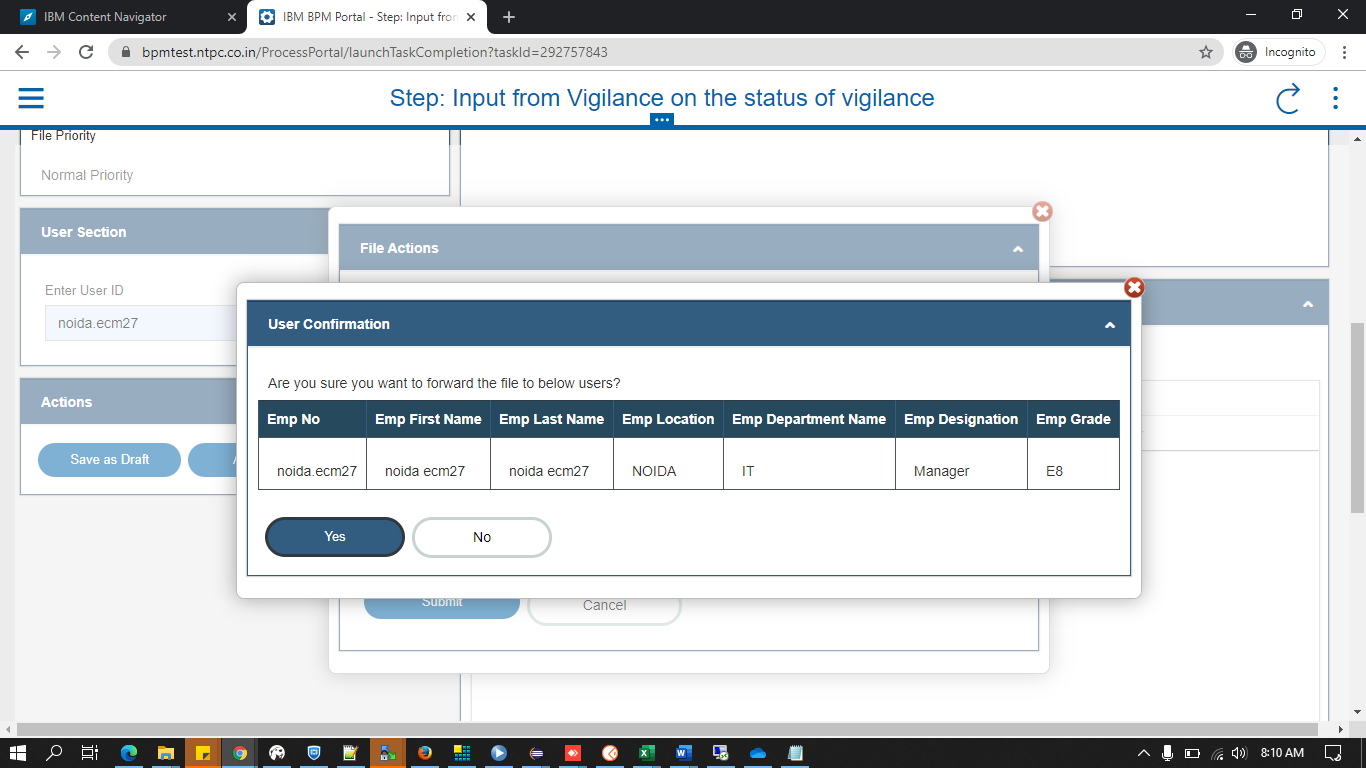 IBM Content Navigator
IBM BPM Portal - Step: Input from
bpmtest.ntpc.co.in/ProcessPortal/launchTaskCompletion?taskId=292757843
Incognito
Step: Input from Vigilance on the status of vigilance
File Priority
Normal Priority
User Section
Enter User ID
noida.ecm27
Actions
Save as Draft
File Actions
User Confirmation
Are you sure you want to forward the file to below users?
Emp No Emp First Name Emp Last Name Emp Location Emp Department Name Emp Designation Emp Grade
noida.ecm27 noida ecm27 noida ecm27 NOIDA IT Manager E8
Yes No
Submit Cancel
8:10 AM